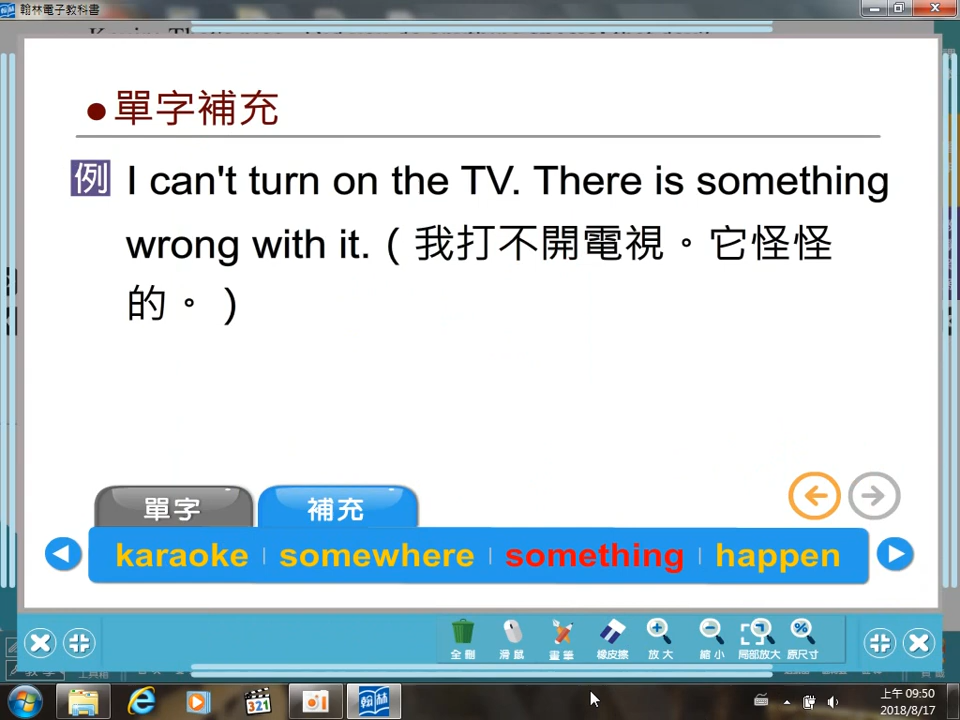 翰林電子教科書
●單字補充
例 I can't turn on the TV. There is something
wrong with it.（我打不開電視。它怪怪
的。）
單字 補充
karaoke | somewhere | something | happen
全刪 滑鼠 畫筆 橡皮擦 放大 縮小 局部放大 原尺寸
321 翰林
上午 09:50
2018/8/17